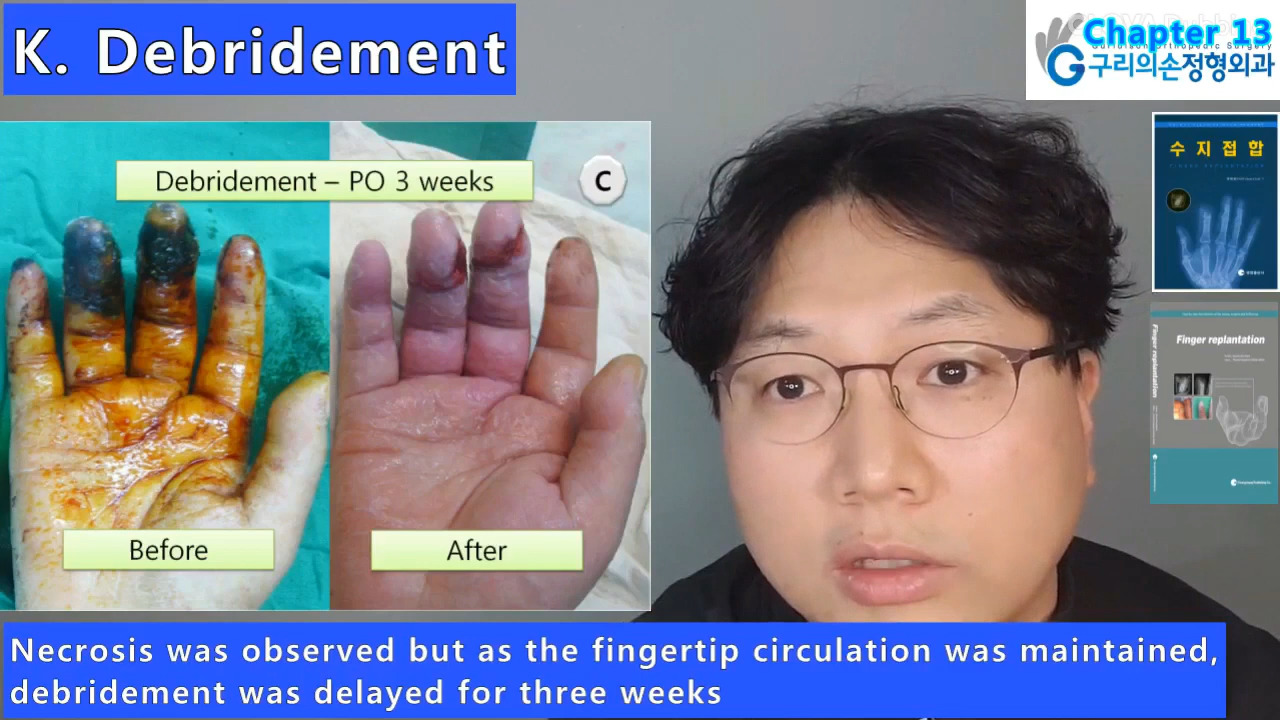 K. Debridement
Chapter 13
구리의손정형외과
수지접합
Debridement – PO 3 weeks
C
Before
After
Finger replantation
Finger replantation
Necrosis was observed but as the fingertip circulation was maintained,
debridement was delayed for three weeks